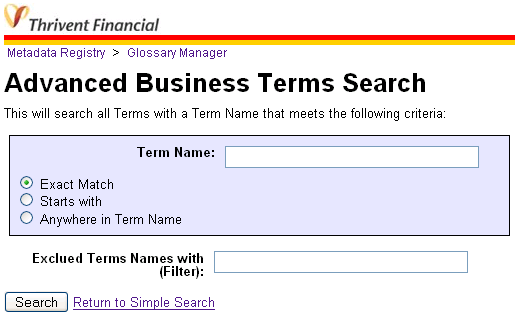 Thrivent Financial
Metadata Registry > Glossary Manager
Advanced Business Terms Search
This will search all Terms with a Term Name that meets the following criteria:
Term Name:
Exact Match
Starts with
Anywhere in Term Name
Exclued Terms Names with
(Filter):
Search Return to Simple Search